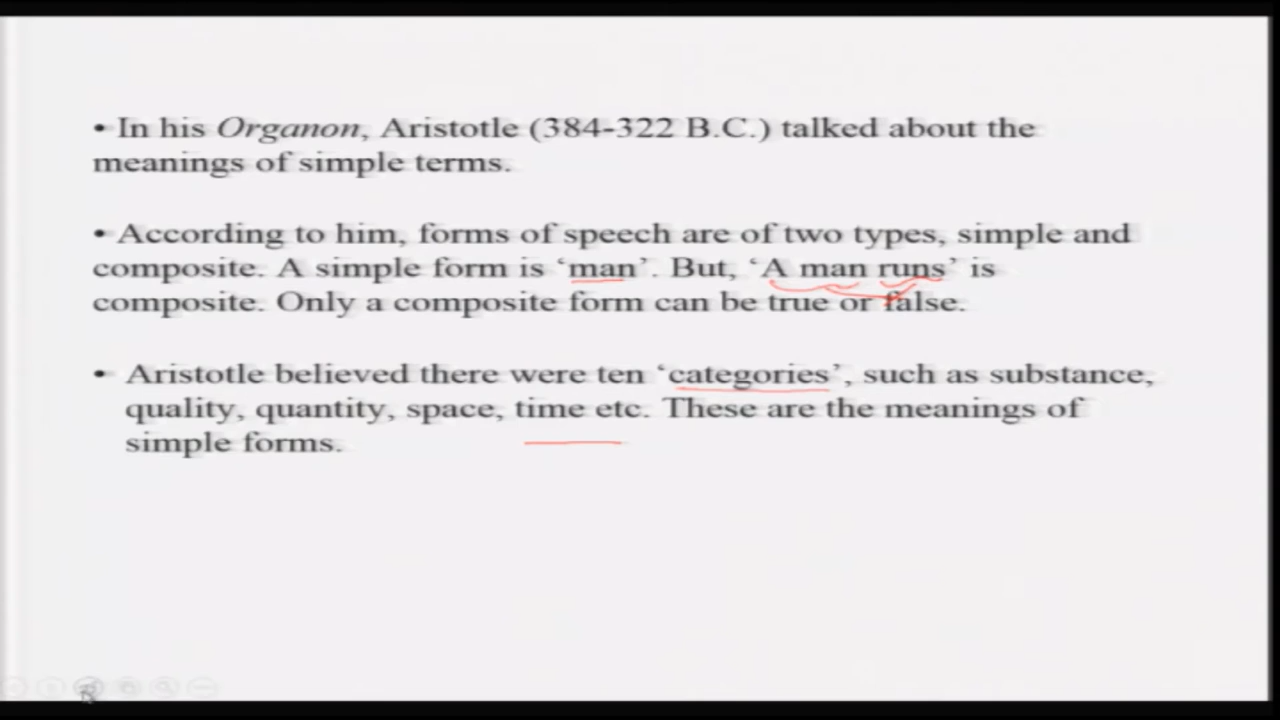 • In his Organon, Aristotle (384-322 B.C.) talked about the
meanings of simple terms.
• According to him, forms of speech are of two types, simple and
composite. A simple form is ‘man’. But, ‘A man runs’ is
composite. Only a composite form can be true or false.
• Aristotle believed there were ten ‘categories’, such as substance,
quality, quantity, space, time etc. These are the meanings of
simple forms.